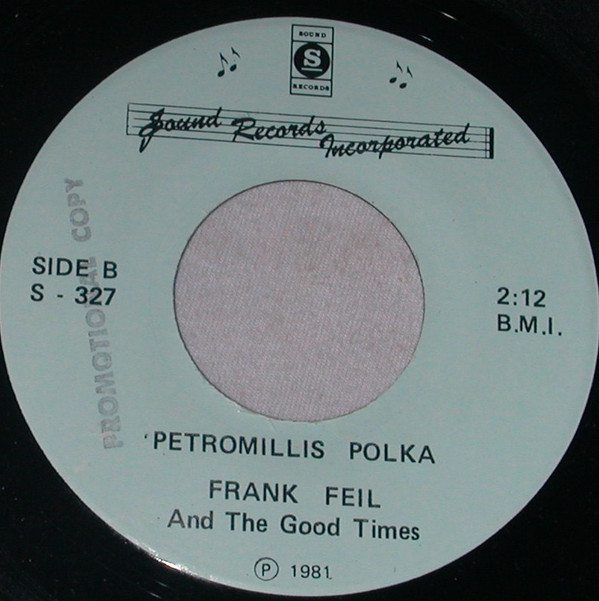 SOUND
S
RECORDS
Sound Records
Incorporated
PROMOTIONAL COPY
SIDE B
S - 327
2:12
B.M.I.
'PETROMILLIS POLKA
FRANK FEIL
And The Good Times
Ⓟ 1981.